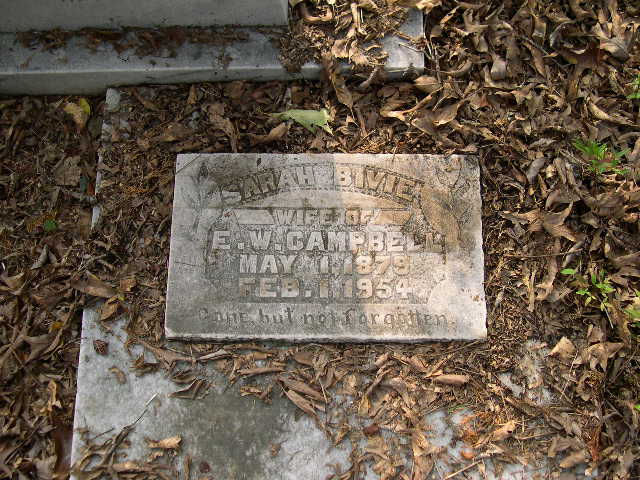 SARAH BIVIE
WIFE OF
E. W. CAMPBELL
MAY 1, 1879
FEB. 1, 1954
Gone, but not forgotten.